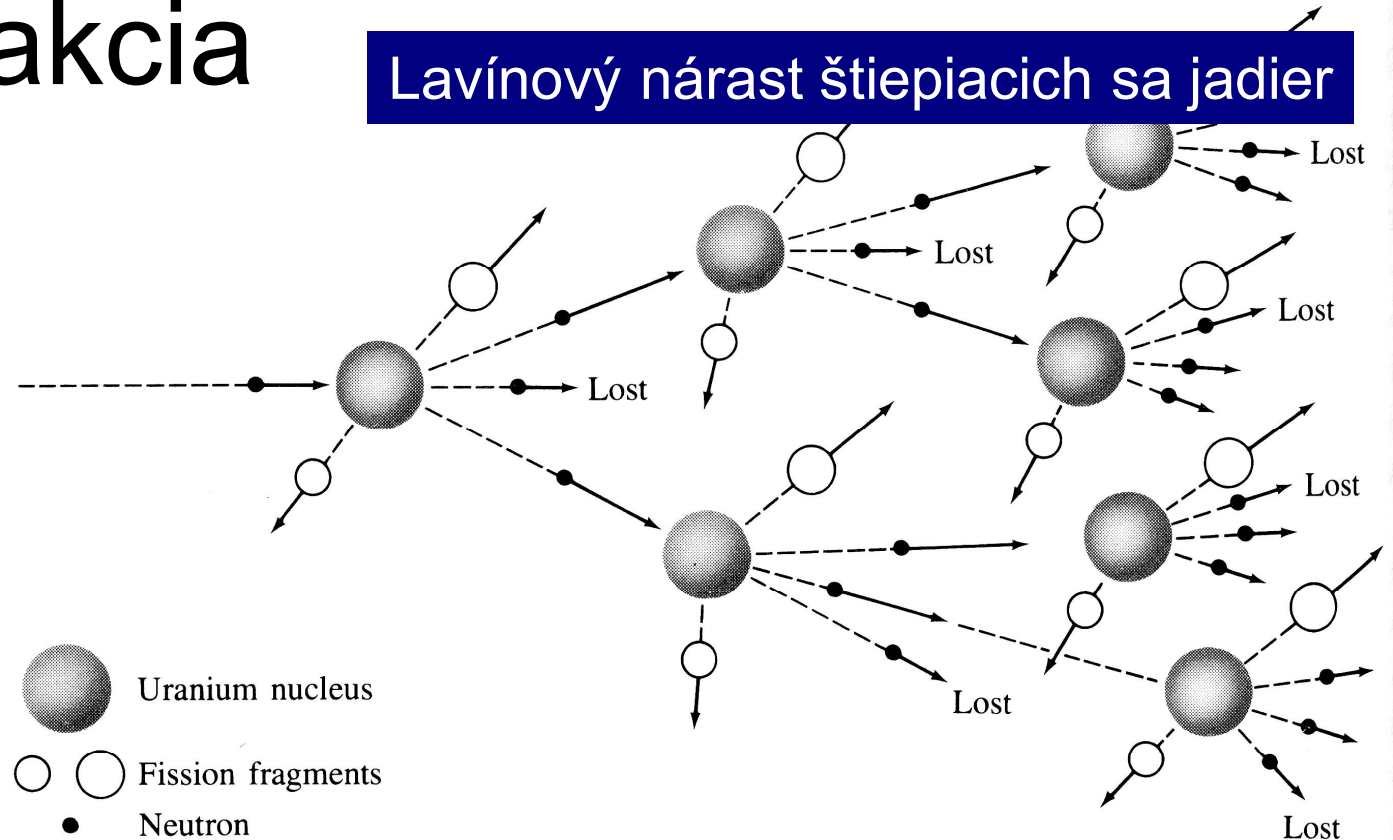 akcia
Lavínový nárast štiepiacich sa jadier
Lost
Lost
Lost
Lost
Lost
Lost
Uranium nucleus
Fission fragments
Neutron
Lost